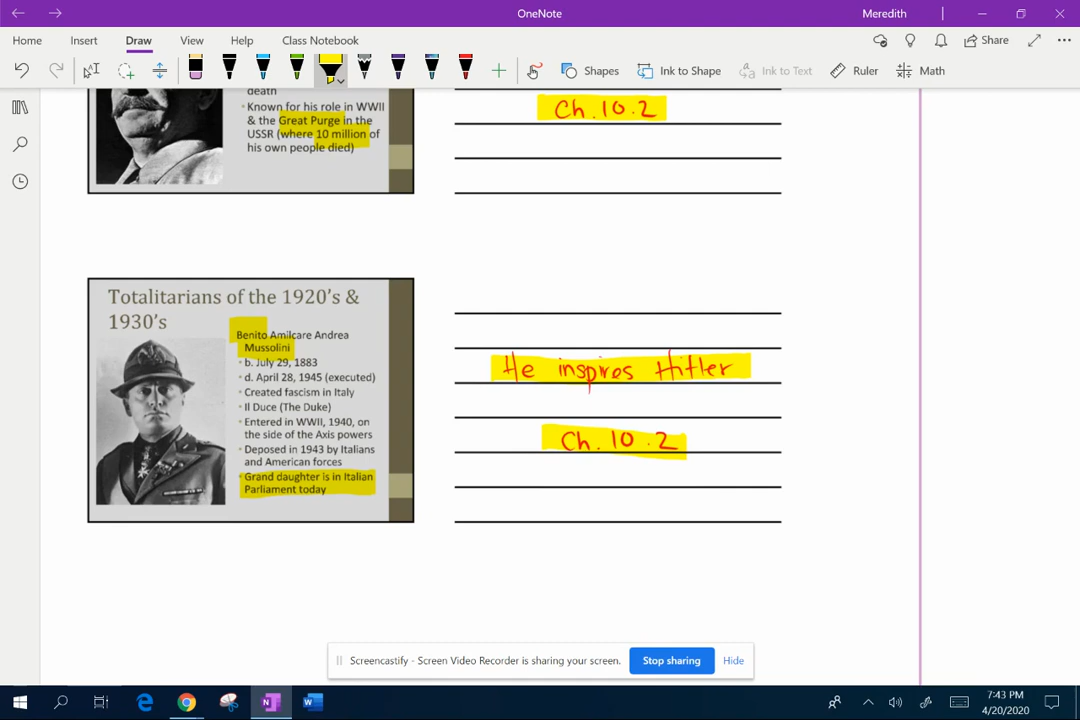 OneNote
Meredith
Home Insert Draw View Help Class Notebook
Share
Shapes Ink to Shape Ink to Text Ruler Math
death
• Known for his role in WWII
& the Great Purge in the
USSR (where 10 million of
his own people died)
Ch. 10.2
Totalitarians of the 1920's &
1930's
Benito Amilcare Andrea
Mussolini
• b. July 29, 1883
• d. April 28, 1945 (executed)
• Created fascism in Italy
• Il Duce (The Duke)
• Entered in WWII, 1940, on
the side of the Axis powers
• Deposed in 1943 by Italians
and American forces
• Grand daughter is in Italian
Parliament today
He inspires Hitler
Ch. 10.2
Screencastify - Screen Video Recorder is sharing your screen.
Stop sharing
Hide
7:43 PM
4/20/2020